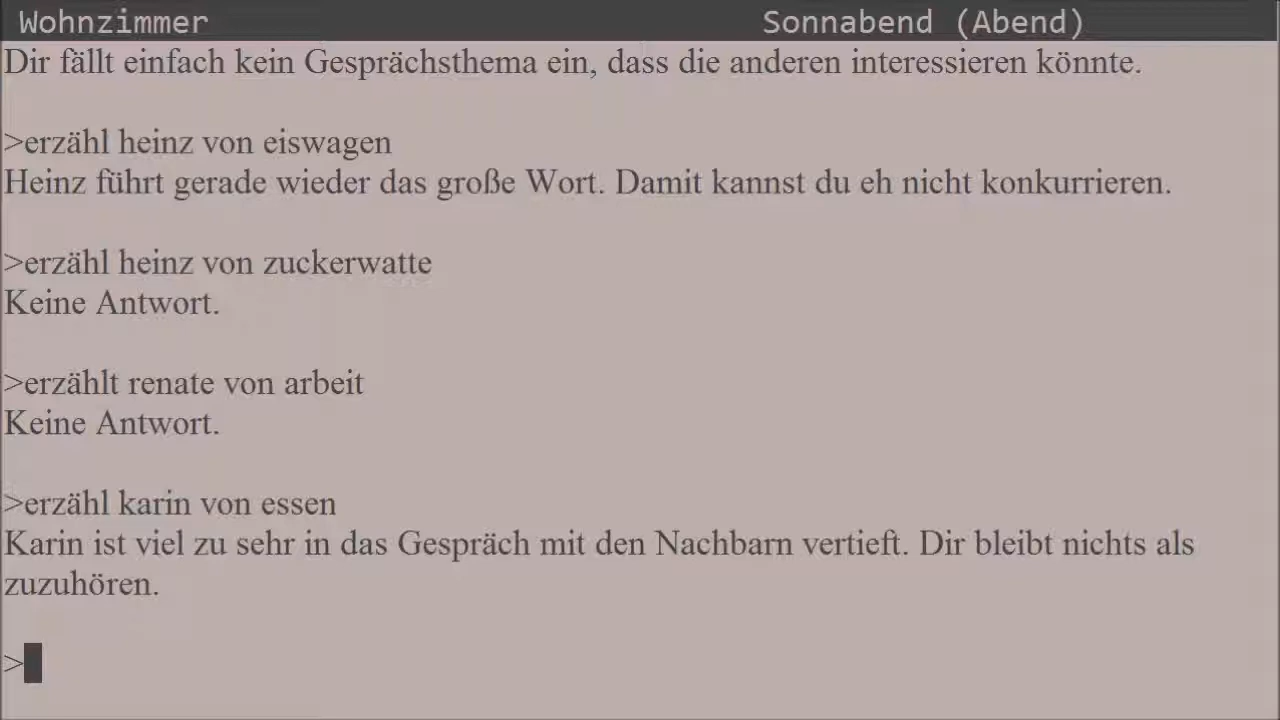 Wohnzimmer Sonnabend (Abend)
Dir fällt einfach kein Gesprächsthema ein, dass die anderen interessieren könnte.
>erzähl heinz von eiswagen
Heinz führt gerade wieder das große Wort. Damit kannst du eh nicht konkurrieren.
>erzähl heinz von zuckerwatte
Keine Antwort.
>erzählt renate von arbeit
Keine Antwort.
>erzähl karin von essen
Karin ist viel zu sehr in das Gespräch mit den Nachbarn vertieft. Dir bleibt nichts als
zuzuhören.
>